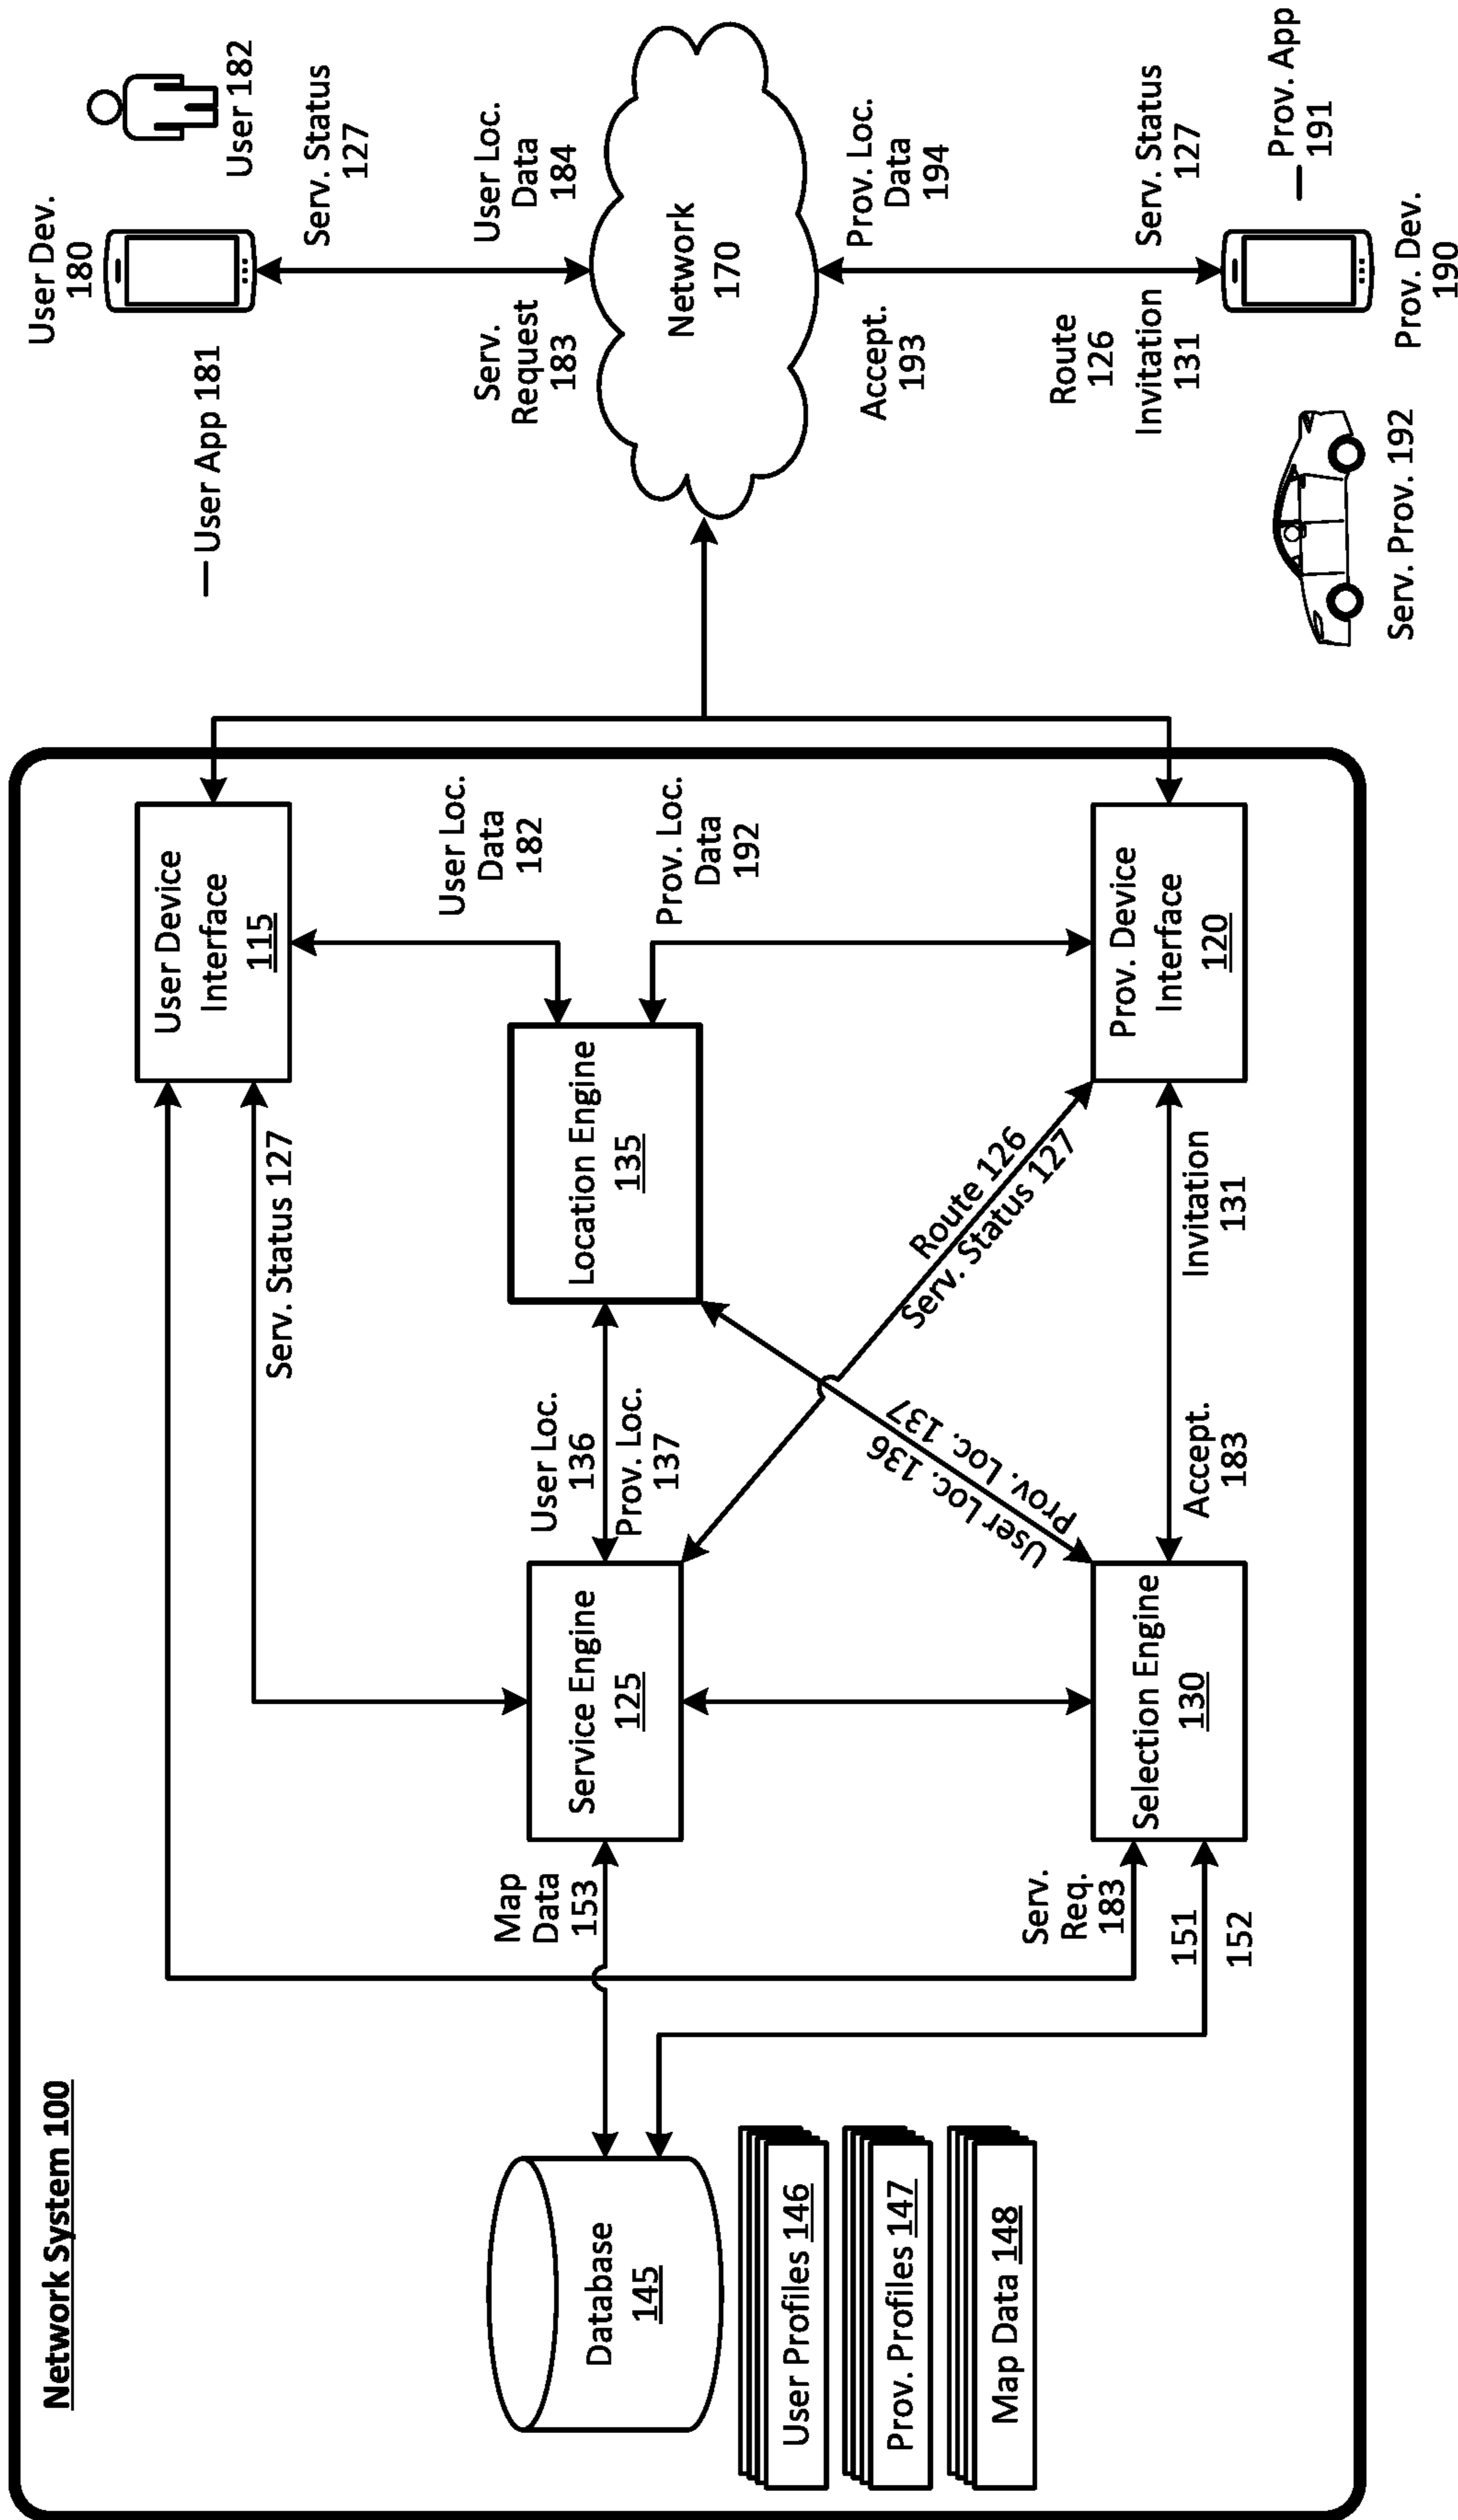 Network System 100
Database
145
User Profiles 146
Prov. Profiles 147
Map Data 148
Map
Data
153
Serv.
Req.
183
151
152
Service Engine
125
Selection Engine
130
Serv. Status 127
User Loc.
136
Prov. Loc.
137
User Loc. 136
Prov. Loc. 137
Route 126
Serv. Status 127
Accept.
183
Invitation
131
Location Engine
135
User Device
Interface
115
User Loc.
Data
182
Prov. Loc.
Data
192
Prov. Device
Interface
120
User App 181
User Dev.
180
User 182
Serv. Status
127
Serv.
Request
183
User Loc.
Data
184
Network
170
Accept.
193
Prov. Loc.
Data
194
Route
126
Invitation
131
Serv. Status
127
Serv. Prov. 192
Prov. Dev.
190
Prov. App
191